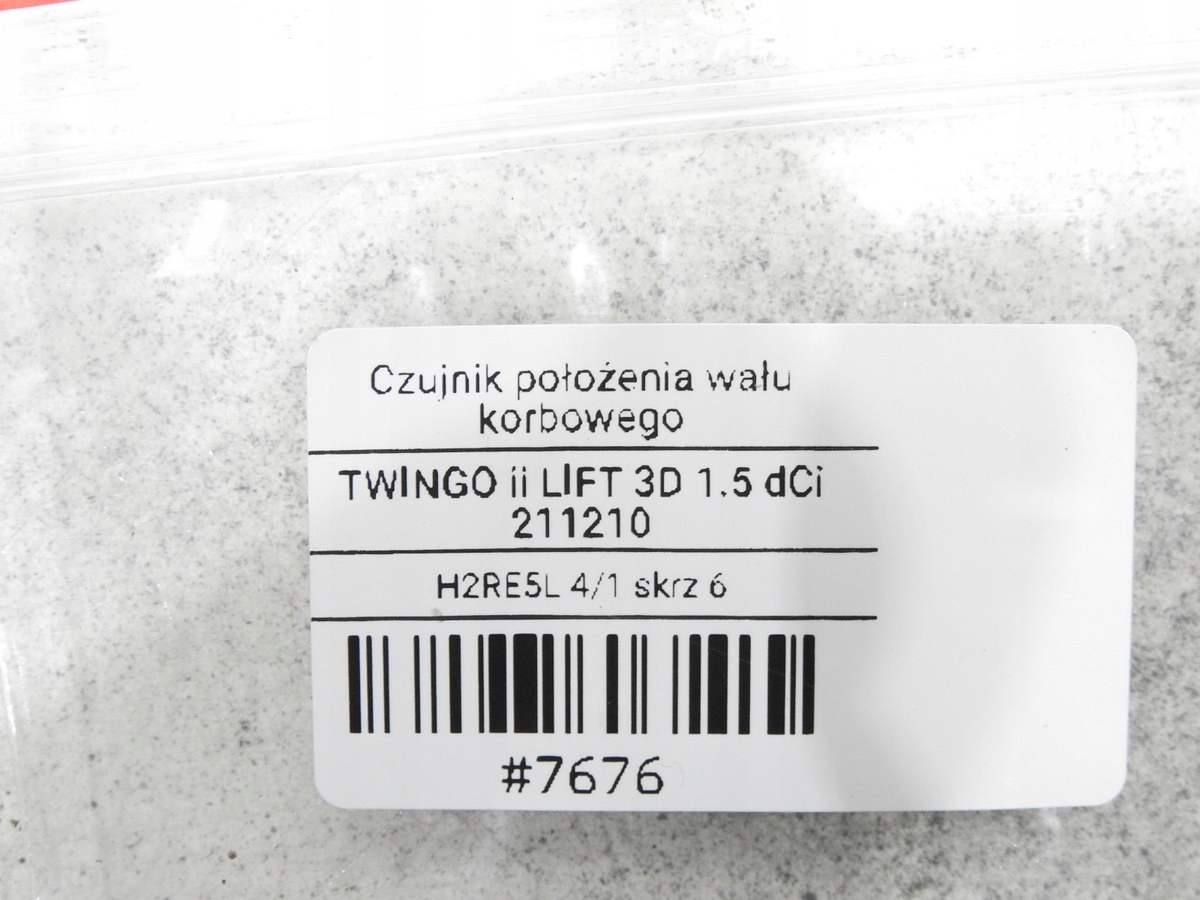 Czujnik położenia wału
korbowego
TWINGO ii LIFT 3D 1.5 dCi
211210
H2RE5L 4/1 skrz 6
#7676